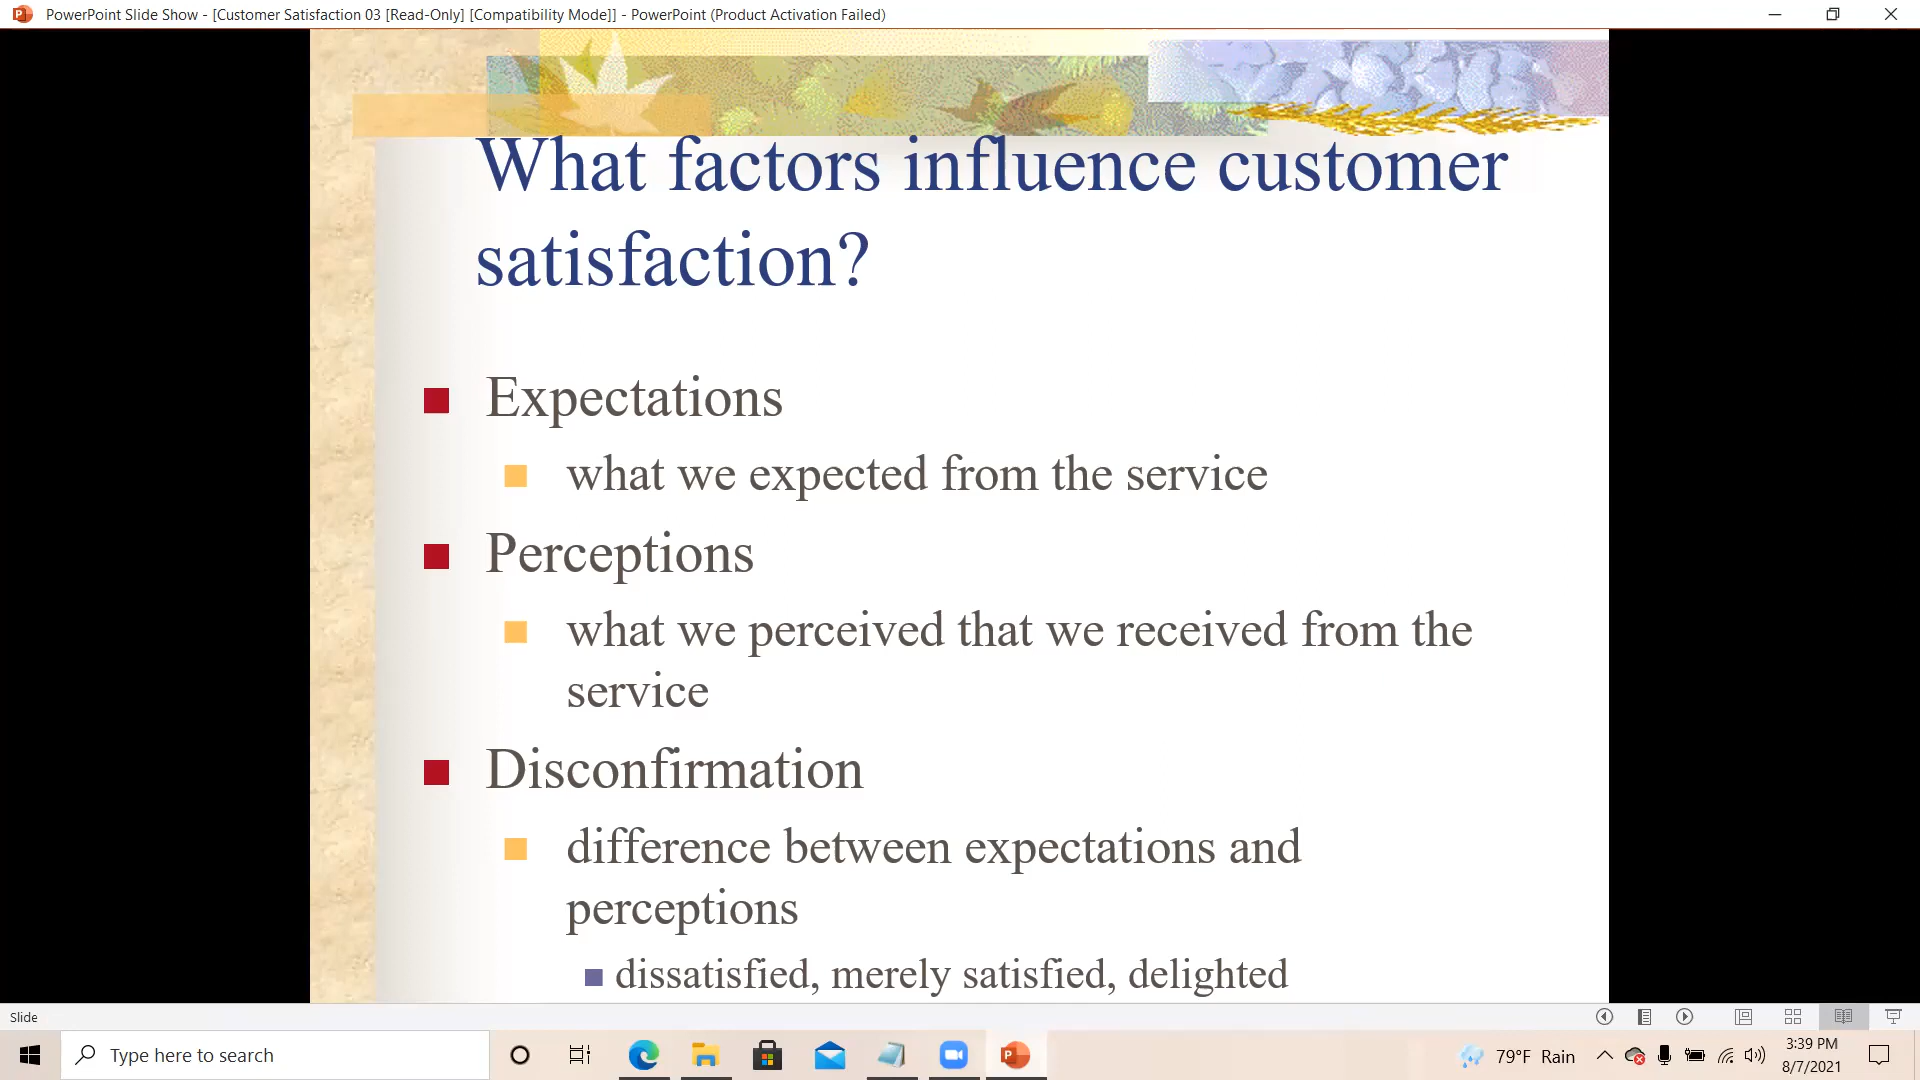 PowerPoint Slide Show - [Customer Satisfaction 03 [Read-Only] [Compatibility Mode]] - PowerPoint (Product Activation Failed)
What factors influence customer
satisfaction?
Expectations
what we expected from the service
Perceptions
what we perceived that we received from the
service
Disconfirmation
difference between expectations and
perceptions
dissatisfied, merely satisfied, delighted
Slide
Type here to search
79°F Rain
3:39 PM
8/7/2021